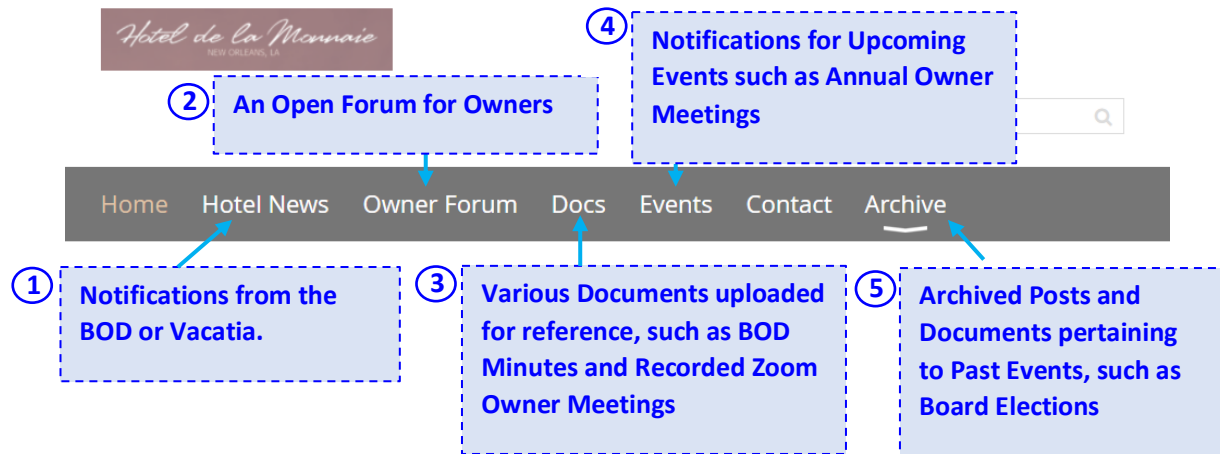 Hotel de la Monnaie
NEW ORLEANS, LA
④
Notifications for Upcoming
Events such as Annual Owner
Meetings
②
An Open Forum for Owners
Home Hotel News Owner Forum Docs Events Contact Archive
①
Notifications from the
BOD or Vacatia.
③
Various Documents uploaded
for reference, such as BOD
Minutes and Recorded Zoom
Owner Meetings
⑤
Archived Posts and
Documents pertaining
to Past Events, such as
Board Elections